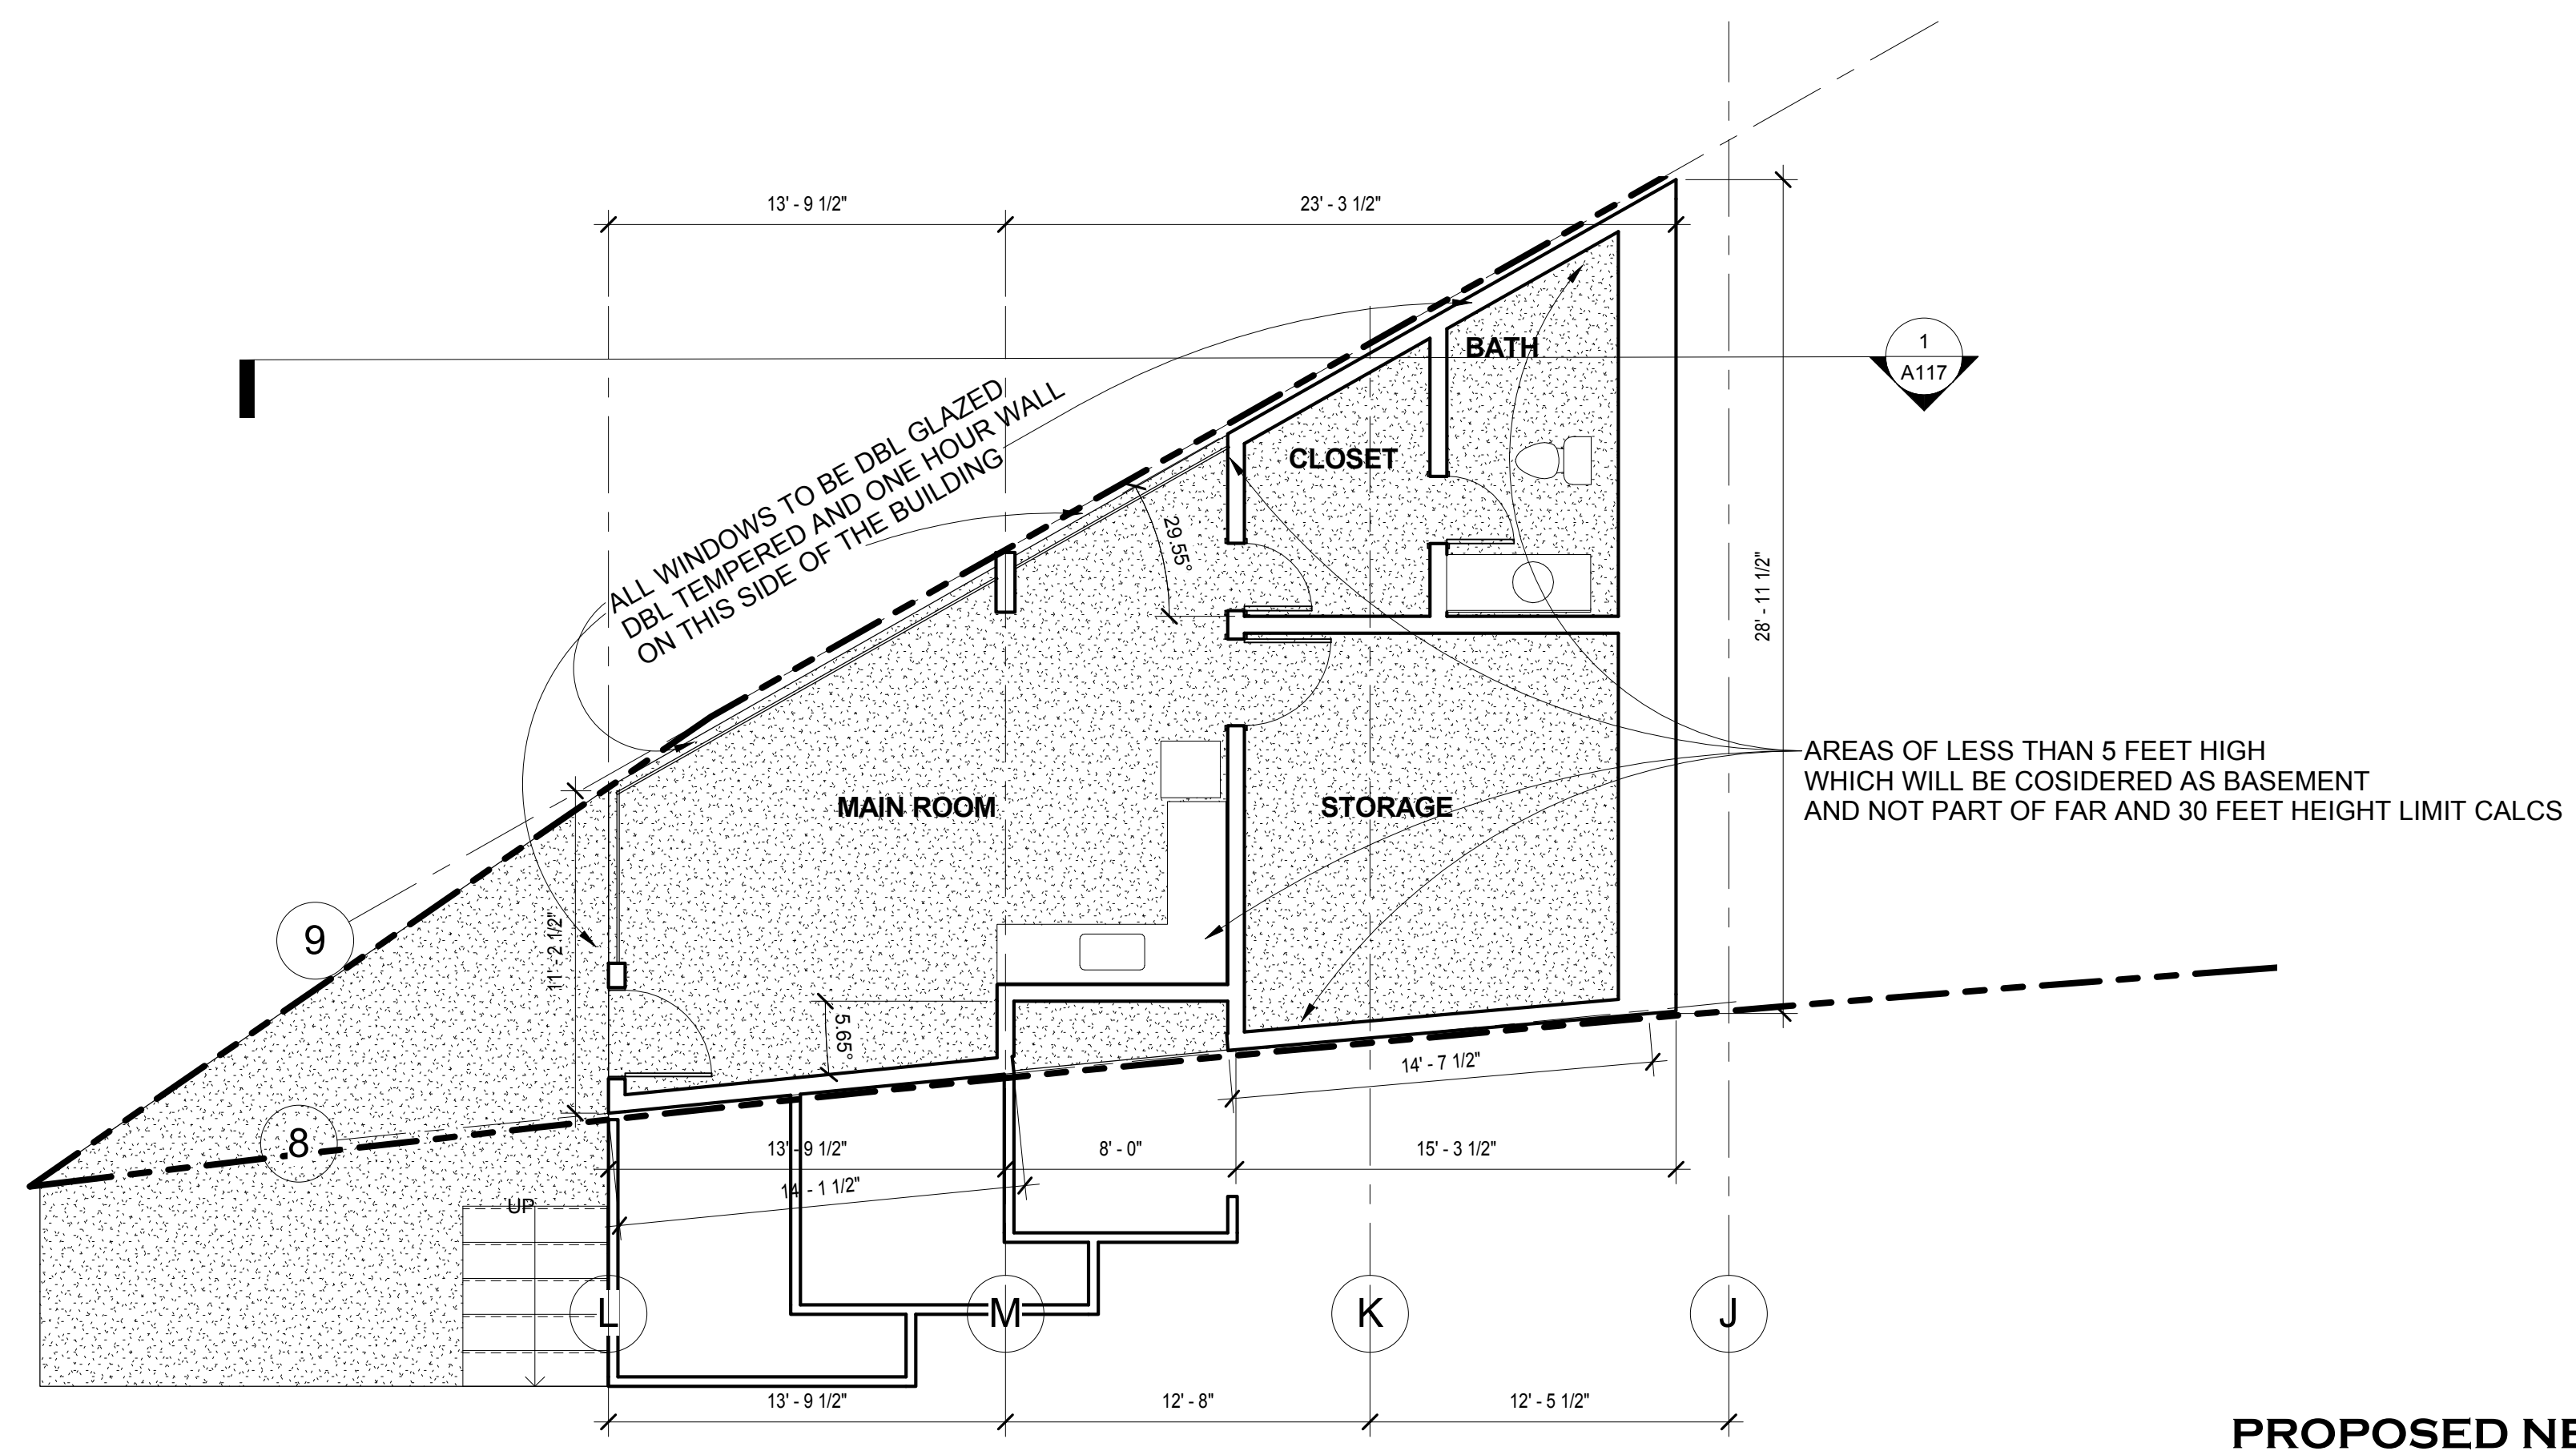 13' - 9 1/2"
23' - 3 1/2"
BATH
1
A117
ALL WINDOWS TO BE DBL GLAZED
DBL TEMPERED AND ONE HOUR WALL
ON THIS SIDE OF THE BUILDING
CLOSET
29.55°
28' - 11 1/2"
AREAS OF LESS THAN 5 FEET HIGH
WHICH WILL BE COSIDERED AS BASEMENT
AND NOT PART OF FAR AND 30 FEET HEIGHT LIMIT CALCS
MAIN ROOM
STORAGE
9
11' - 2 1/2"
5.65°
8
14' - 7 1/2"
13' - 9 1/2"
8' - 0"
15' - 3 1/2"
14' - 1 1/2"
UP
L
M
K
J
13' - 9 1/2"
12' - 8"
12' - 5 1/2"
PROPOSED NE